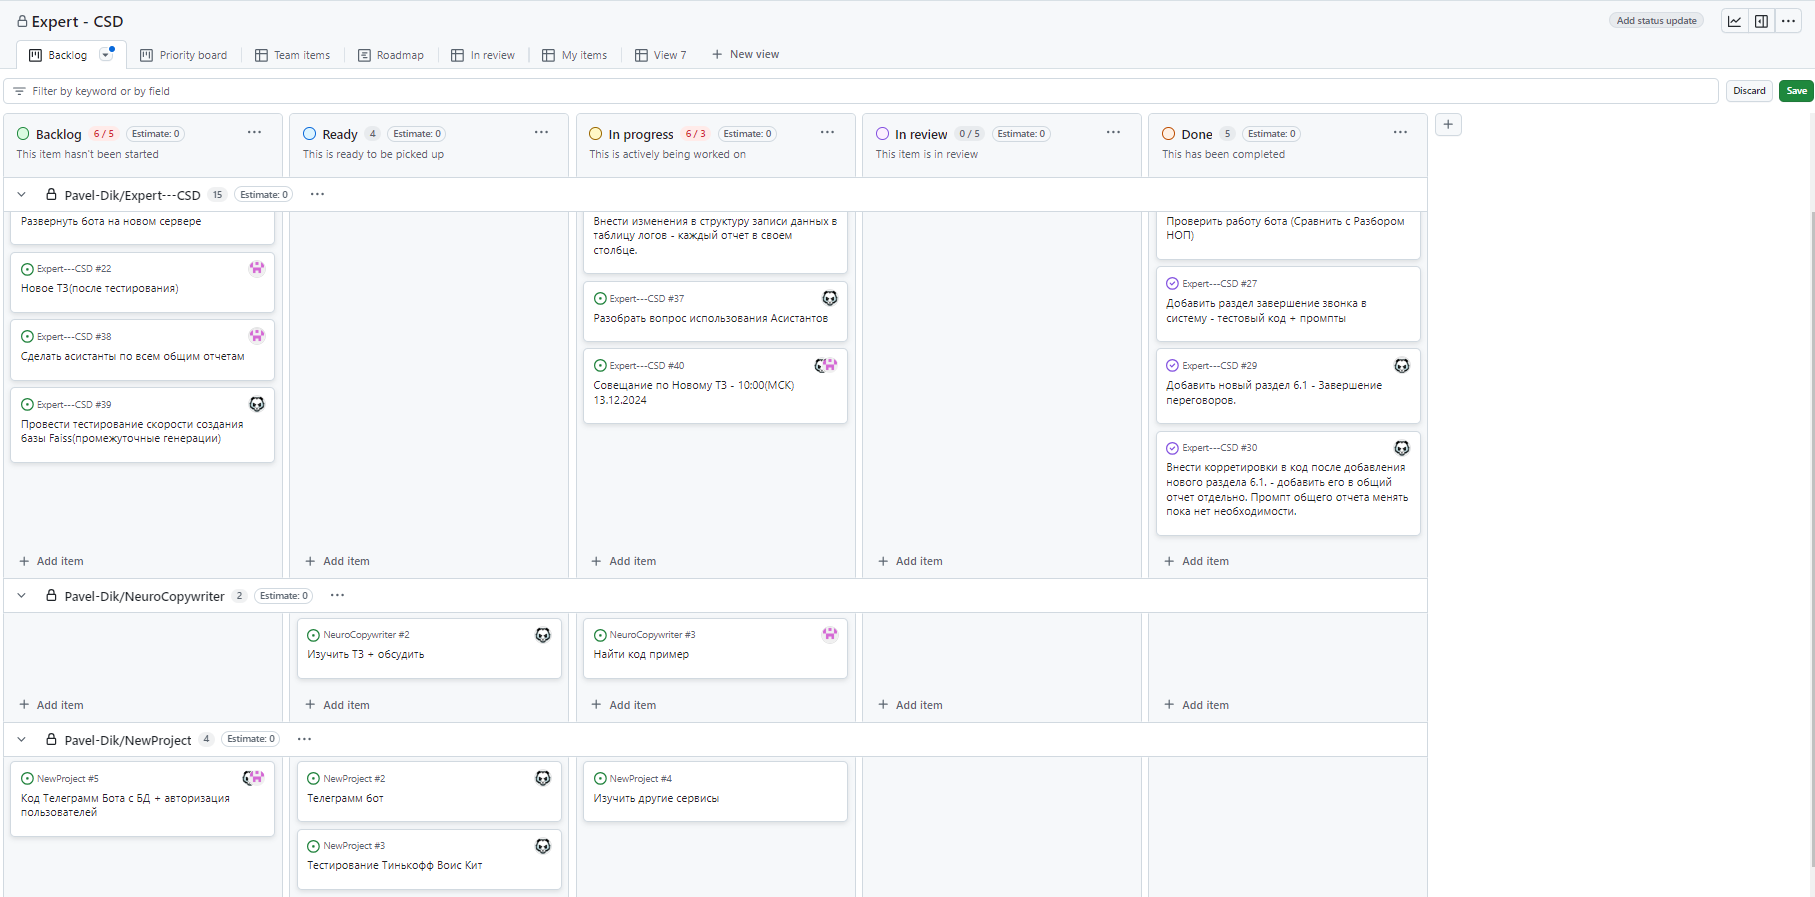 Expert - CSD
Add status update
Backlog
Priority board
Team items
Roadmap
In review
My items
View 7
New view
Filter by keyword or by field
Discard
Save
Backlog 6 / 5 Estimate: 0
This item hasn't been started
Ready 4 Estimate: 0
This is ready to be picked up
In progress 6 / 3 Estimate: 0
This is actively being worked on
In review 0 / 5 Estimate: 0
This item is in review
Done 5 Estimate: 0
This has been completed
Pavel-Dik/Expert---CSD 15 Estimate: 0
Развернуть бота на новом сервере
Expert---CSD #22
Новое ТЗ(после тестирования)
Expert---CSD #38
Сделать асистанты по всем общим отчетам
Expert---CSD #39
Провести тестирование скорости создания
базы Faiss(промежуточные генерации)
Add item
Add item
Внести изменения в структуру записи данных в
таблицу логов - каждый отчет в своем
столбце.
Expert---CSD #37
Разобрать вопрос использования Асистантов
Expert---CSD #40
Совещание по Новому ТЗ - 10:00(МСК)
13.12.2024
Add item
Add item
Проверить работу бота (Сравнить с Разбором
НОП)
Expert---CSD #27
Добавить раздел завершение звонка в
систему - тестовый код + промпты
Expert---CSD #29
Добавить новый раздел 6.1 - Завершение
переговоров.
Expert---CSD #30
Внести корретировки в код после добавления
нового раздела 6.1. - добавить его в общий
отчет отдельно. Промпт общего отчета менять
пока нет необходимости.
Add item
Pavel-Dik/NeuroCopywriter 2 Estimate: 0
Add item
NeuroCopywriter #2
Изучить ТЗ + обсудить
Add item
NeuroCopywriter #3
Найти код пример
Add item
Add item
Add item
Pavel-Dik/NewProject 4 Estimate: 0
NewProject #5
Код Телеграмм Бота с БД + авторизация
пользователей
NewProject #2
Телеграмм бот
NewProject #3
Тестирование Тинькофф Воис Кит
NewProject #4
Изучить другие сервисы